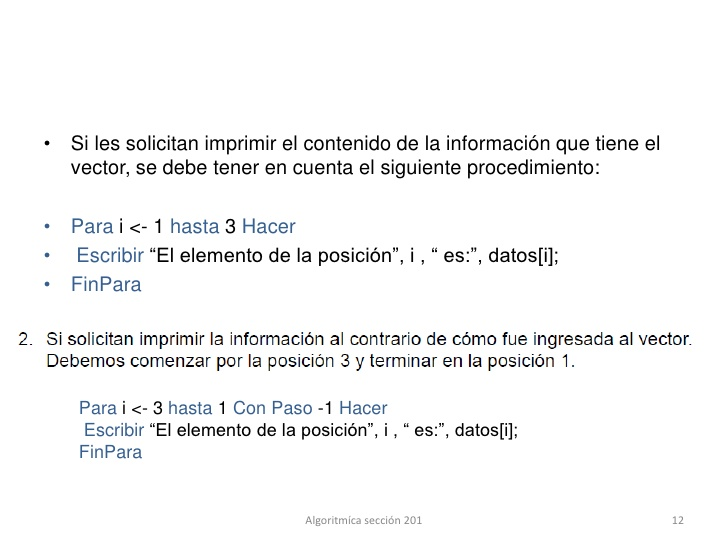 • Si les solicitan imprimir el contenido de la información que tiene el
vector, se debe tener en cuenta el siguiente procedimiento:
• Para i <- 1 hasta 3 Hacer
• Escribir “El elemento de la posición”, i , “ es:”, datos[i];
• FinPara
2. Si solicitan imprimir la información al contrario de cómo fue ingresada al vector.
Debemos comenzar por la posición 3 y terminar en la posición 1.
Para i <- 3 hasta 1 Con Paso -1 Hacer
Escribir “El elemento de la posición”, i , “ es:”, datos[i];
FinPara
Algoritmíca sección 201
12